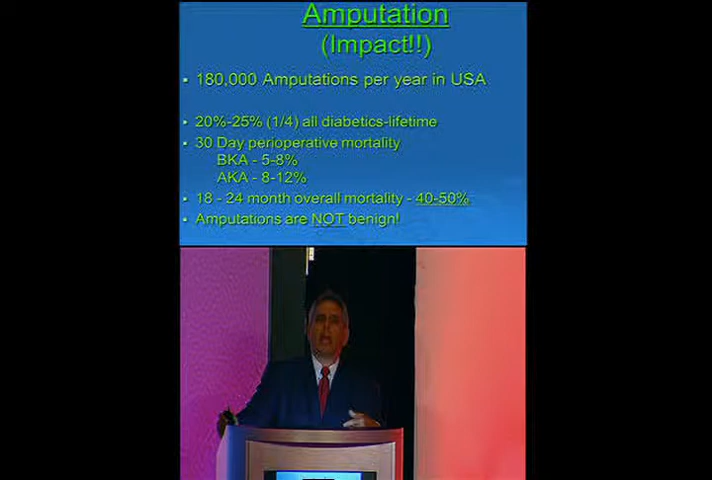 Amputation
(Impact!!)
▪ 180,000 Amputations per year in USA
▪ 20%-25% (1/4) all diabetics-lifetime
▪ 30 Day perioperative mortality
BKA - 5-8%
AKA - 8-12%
▪ 18 - 24 month overall mortality - 40-50%
▪ Amputations are NOT benign!